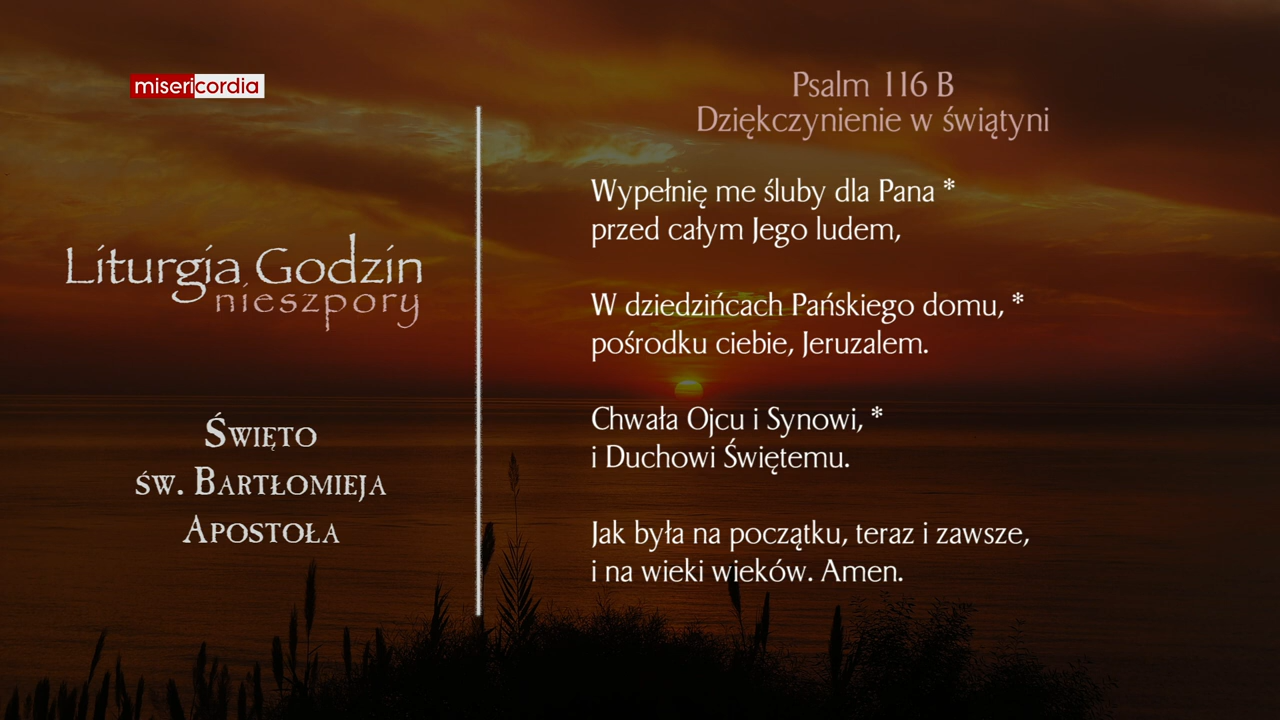 misericordia
Liturgia Godzin
nieszpory
Święto
św. Bartłomieja
Apostoła
Psalm 116 B
Dziękczynienie w świątyni
Wypełnię me śluby dla Pana *
przed całym Jego ludem,
W dziedzińcach Pańskiego domu, *
pośrodku ciebie, Jeruzalem.
Chwała Ojcu i Synowi, *
i Duchowi Świętemu.
Jak była na początku, teraz i zawsze,
i na wieki wieków. Amen.